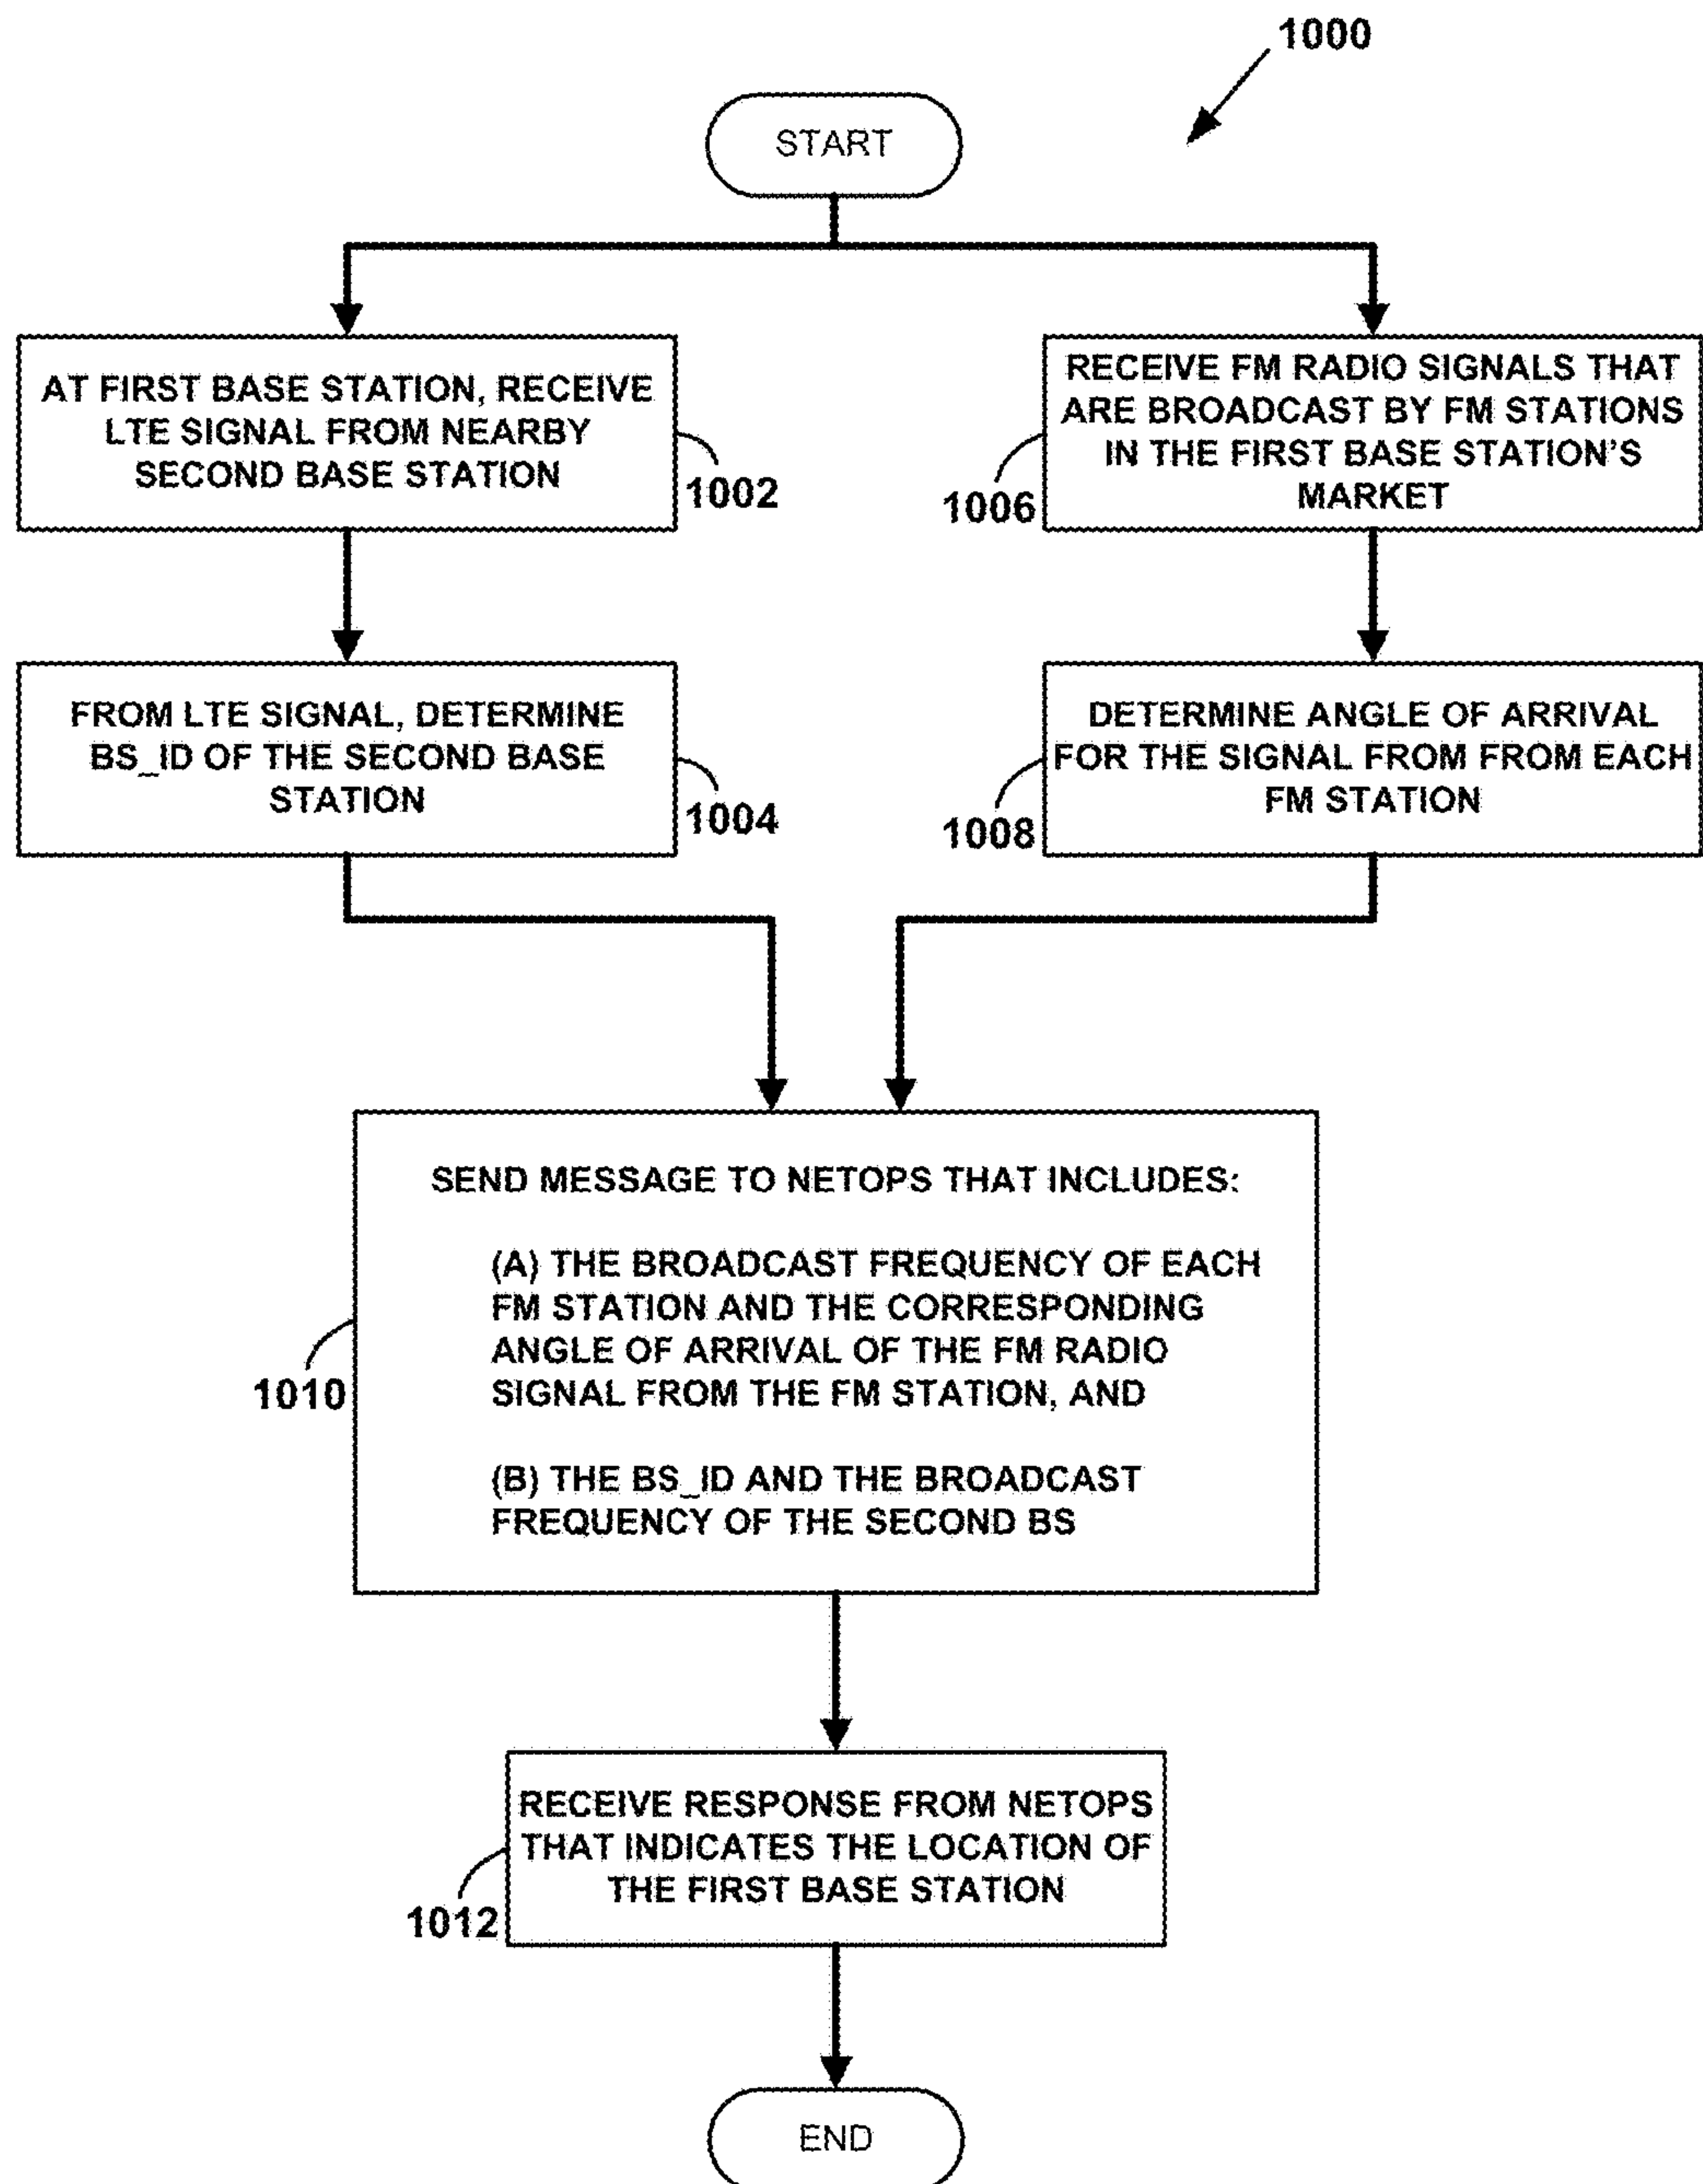 1000
START
AT FIRST BASE STATION, RECEIVE
LTE SIGNAL FROM NEARBY
SECOND BASE STATION
1002
RECEIVE FM RADIO SIGNALS THAT
ARE BROADCAST BY FM STATIONS
IN THE FIRST BASE STATION'S
MARKET
1006
FROM LTE SIGNAL, DETERMINE
BS_ID OF THE SECOND BASE
STATION
1004
DETERMINE ANGLE OF ARRIVAL
FOR THE SIGNAL FROM FROM EACH
FM STATION
1008
SEND MESSAGE TO NETOPS THAT INCLUDES:
(A) THE BROADCAST FREQUENCY OF EACH
FM STATION AND THE CORRESPONDING
ANGLE OF ARRIVAL OF THE FM RADIO
SIGNAL FROM THE FM STATION, AND
(B) THE BS_ID AND THE BROADCAST
FREQUENCY OF THE SECOND BS
1010
RECEIVE RESPONSE FROM NETOPS
THAT INDICATES THE LOCATION OF
THE FIRST BASE STATION
1012
END